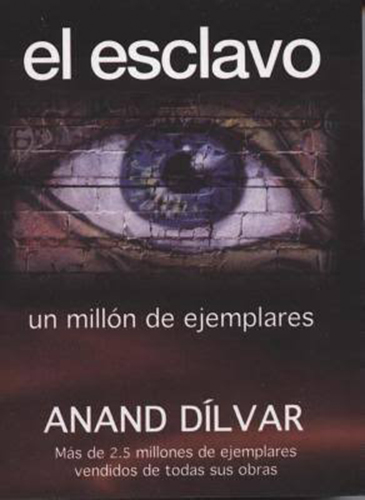 el esclavo
un millón de ejemplares
ANAND DÍLVAR
Más de 2.5 millones de ejemplares
vendidos de todas sus obras